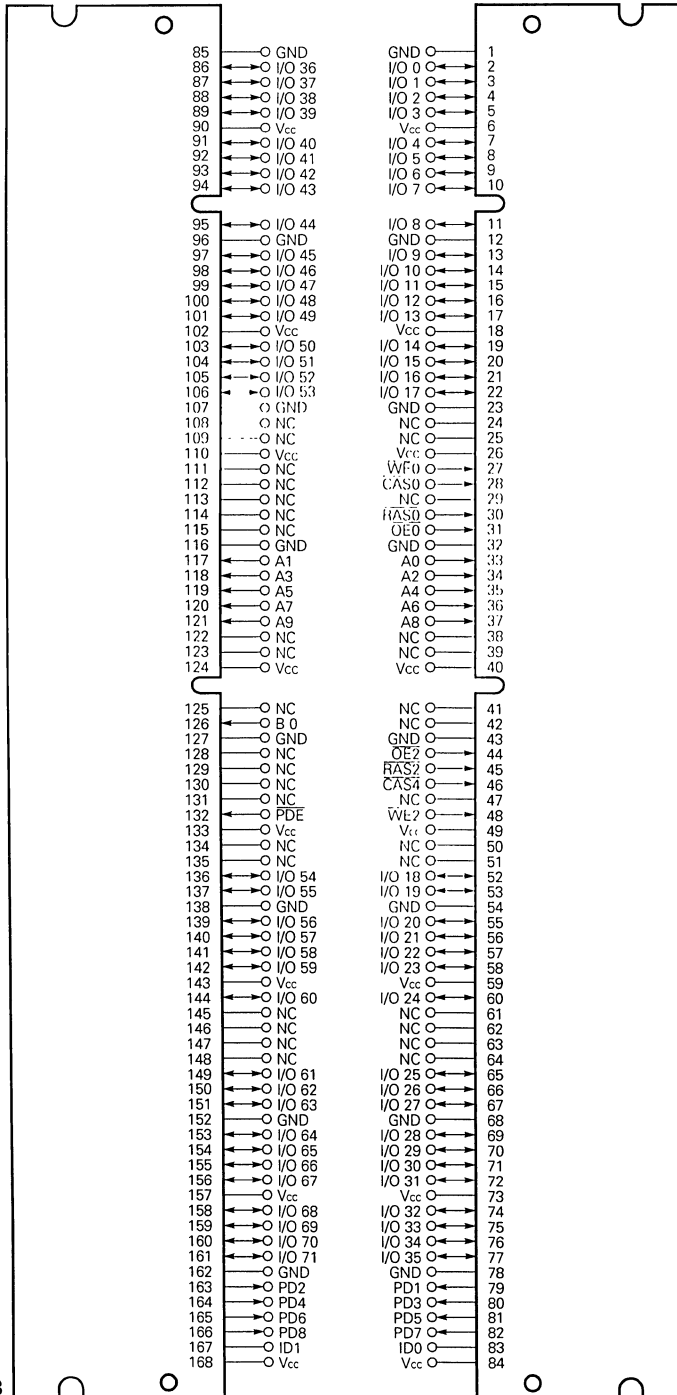 85 GND GND 1
86 I/O 36 I/O 0 2
87 I/O 37 I/O 1 3
88 I/O 38 I/O 2 4
89 I/O 39 I/O 3 5
90 Vcc Vcc 6
91 I/O 40 I/O 4 7
92 I/O 41 I/O 5 8
93 I/O 42 I/O 6 9
94 I/O 43 I/O 7 10
95 I/O 44 I/O 8 11
96 GND GND 12
97 I/O 45 I/O 9 13
98 I/O 46 I/O 10 14
99 I/O 47 I/O 11 15
100 I/O 48 I/O 12 16
101 I/O 49 I/O 13 17
102 Vcc Vcc 18
103 I/O 50 I/O 14 19
104 I/O 51 I/O 15 20
105 I/O 52 I/O 16 21
106 I/O 53 I/O 17 22
107 GND GND 23
108 NC NC 24
109 NC NC 25
110 Vcc Vcc 26
111 NC W̅E̅0̅ 27
112 NC C̅A̅S̅0̅ 28
113 NC NC 29
114 NC R̅A̅S̅0̅ 30
115 NC O̅E̅0̅ 31
116 GND GND 32
117 A1 A0 33
118 A3 A2 34
119 A5 A4 35
120 A7 A6 36
121 A9 A8 37
122 NC NC 38
123 NC NC 39
124 Vcc Vcc 40
125 NC NC 41
126 B 0 NC 42
127 GND GND 43
128 NC O̅E̅2̅ 44
129 NC R̅A̅S̅2̅ 45
130 NC C̅A̅S̅4̅ 46
131 NC NC 47
132 P̅D̅E̅ W̅E̅2̅ 48
133 Vcc Vcc 49
134 NC NC 50
135 NC NC 51
136 I/O 54 I/O 18 52
137 I/O 55 I/O 19 53
138 GND GND 54
139 I/O 56 I/O 20 55
140 I/O 57 I/O 21 56
141 I/O 58 I/O 22 57
142 I/O 59 I/O 23 58
143 Vcc Vcc 59
144 I/O 60 I/O 24 60
145 NC NC 61
146 NC NC 62
147 NC NC 63
148 NC NC 64
149 I/O 61 I/O 25 65
150 I/O 62 I/O 26 66
151 I/O 63 I/O 27 67
152 GND GND 68
153 I/O 64 I/O 28 69
154 I/O 65 I/O 29 70
155 I/O 66 I/O 30 71
156 I/O 67 I/O 31 72
157 Vcc Vcc 73
158 I/O 68 I/O 32 74
159 I/O 69 I/O 33 75
160 I/O 70 I/O 34 76
161 I/O 71 I/O 35 77
162 GND GND 78
163 PD2 PD1 79
164 PD4 PD3 80
165 PD6 PD5 81
166 PD8 PD7 82
167 ID1 ID0 83
168 Vcc Vcc 84